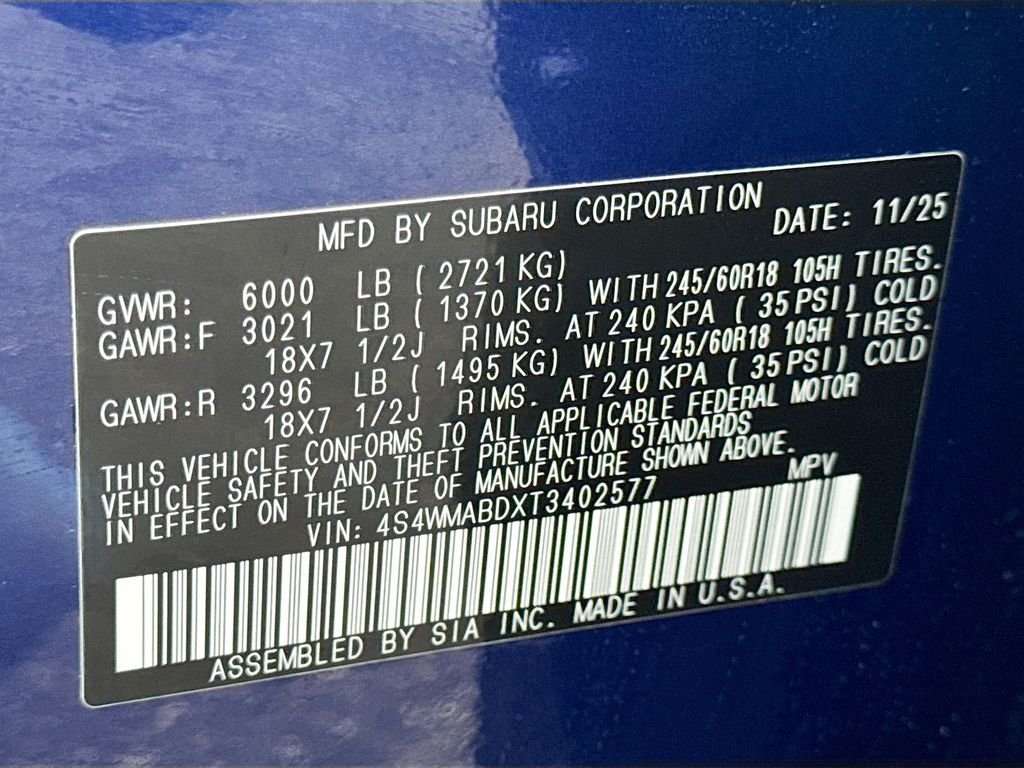 MFD BY SUBARU CORPORATION DATE: 11/25
GVWR: 6000 LB ( 2721 KG)
GAWR:F 3021 LB ( 1370 KG) WITH 245/60R18 105H TIRES.
18X7 1/2J RIMS. AT 240 KPA ( 35 PSI) COLD
GAWR:R 3296 LB ( 1495 KG) WITH 245/60R18 105H TIRES.
18X7 1/2J RIMS. AT 240 KPA ( 35 PSI) COLD
THIS VEHICLE CONFORMS TO ALL APPLICABLE FEDERAL MOTOR
VEHICLE SAFETY AND THEFT PREVENTION STANDARDS
IN EFFECT ON THE DATE OF MANUFACTURE SHOWN ABOVE.
VIN: 4S4WMABDXT3402577 MPV
ASSEMBLED BY SIA INC. MADE IN U.S.A.